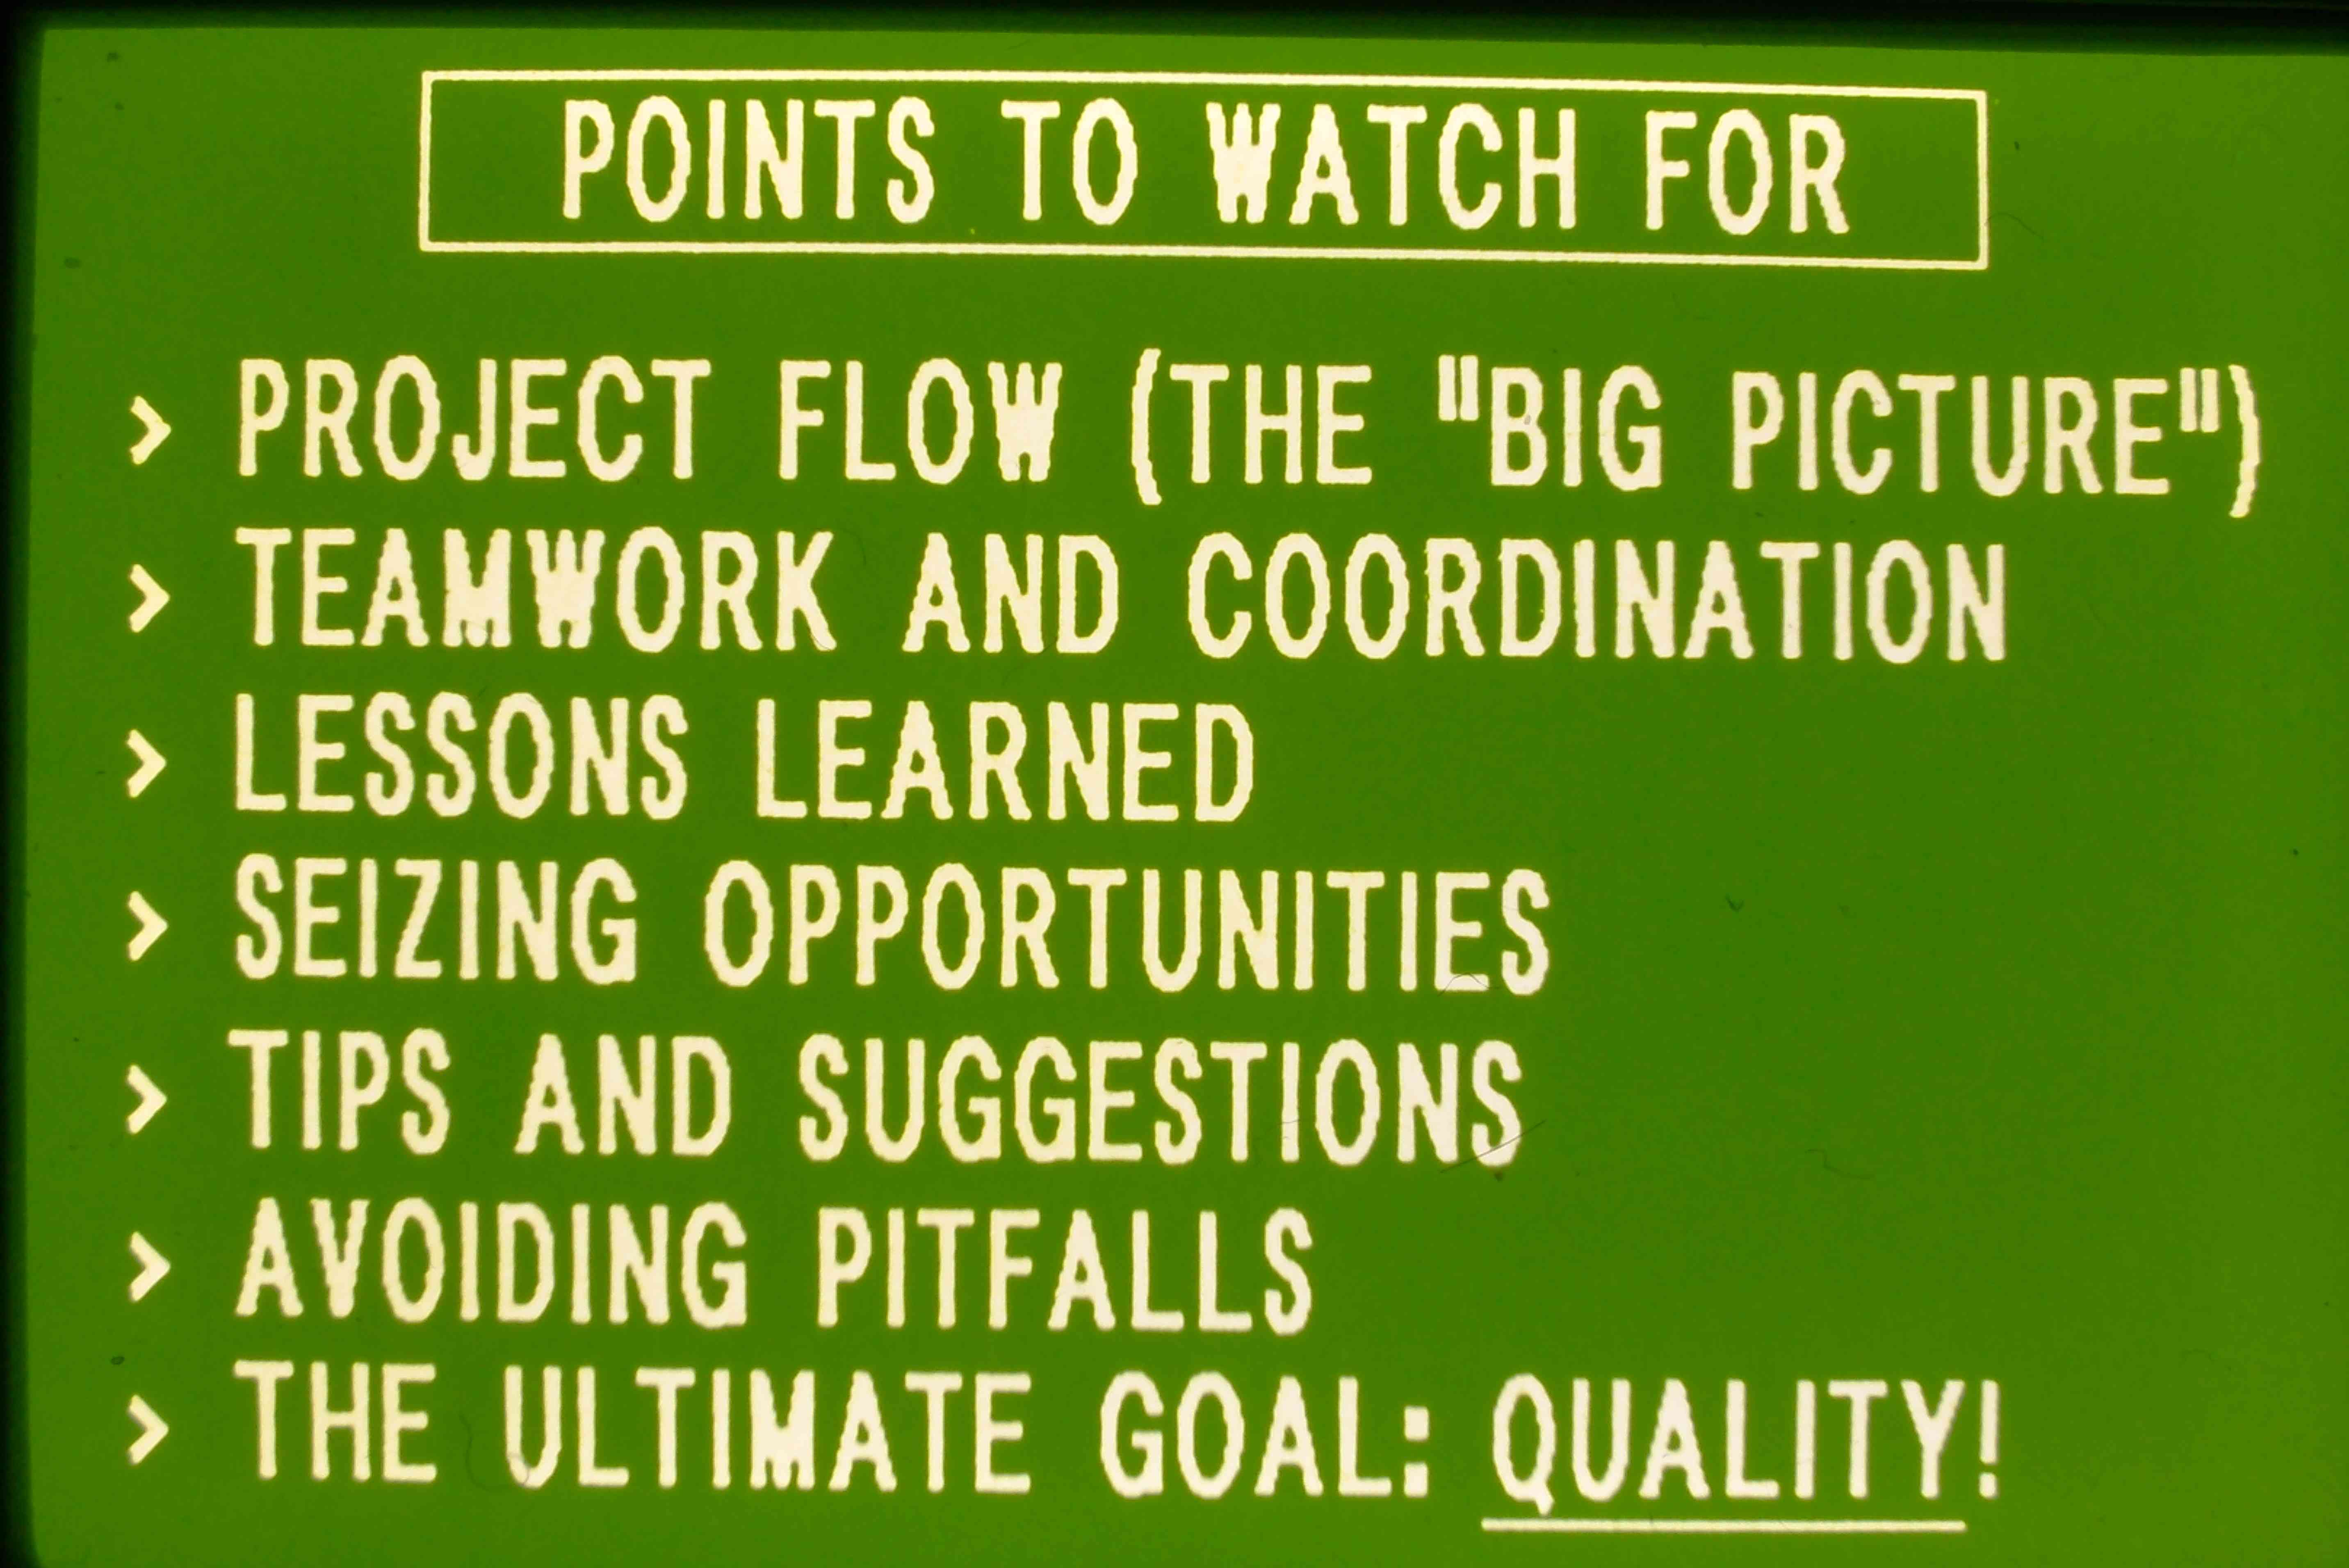 POINTS TO WATCH FOR
> PROJECT FLOW (THE "BIG PICTURE")
> TEAMWORK AND COORDINATION
> LESSONS LEARNED
> SEIZING OPPORTUNITIES
> TIPS AND SUGGESTIONS
> AVOIDING PITFALLS
> THE ULTIMATE GOAL: QUALITY!